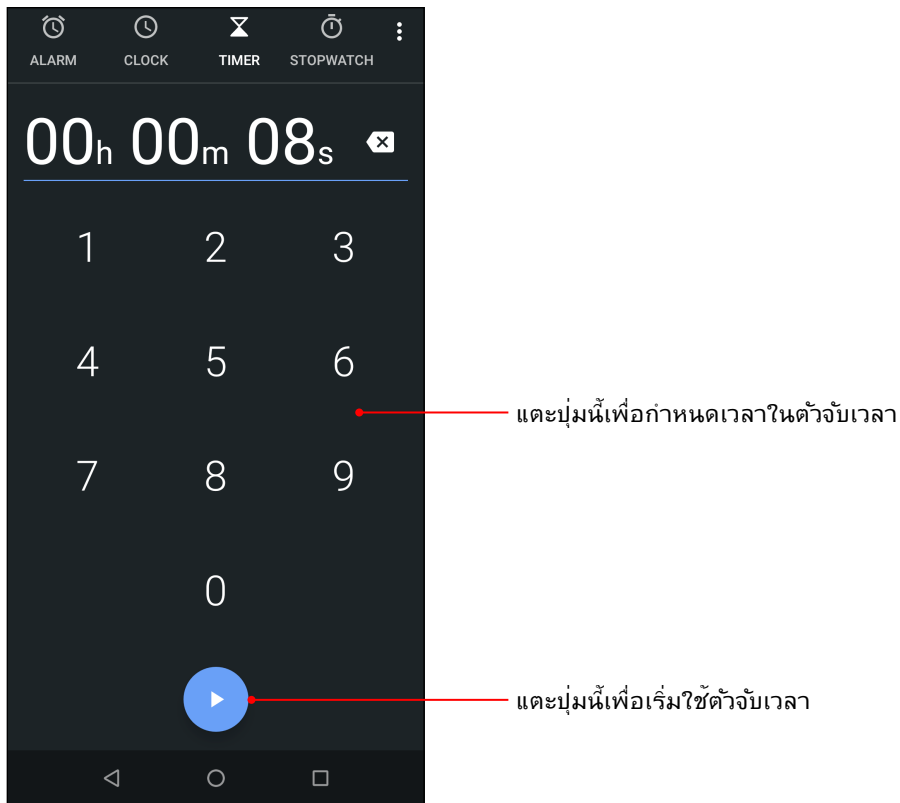 ALARM CLOCK TIMER STOPWATCH
00h 00m 08s
1 2 3
4 5 6
แตะปุ่มนี้เพื่อกำหนดเวลาในตัวจับเวลา
7 8 9
0
แตะปุ่มนี้เพื่อเริ่มใช้ตัวจับเวลา